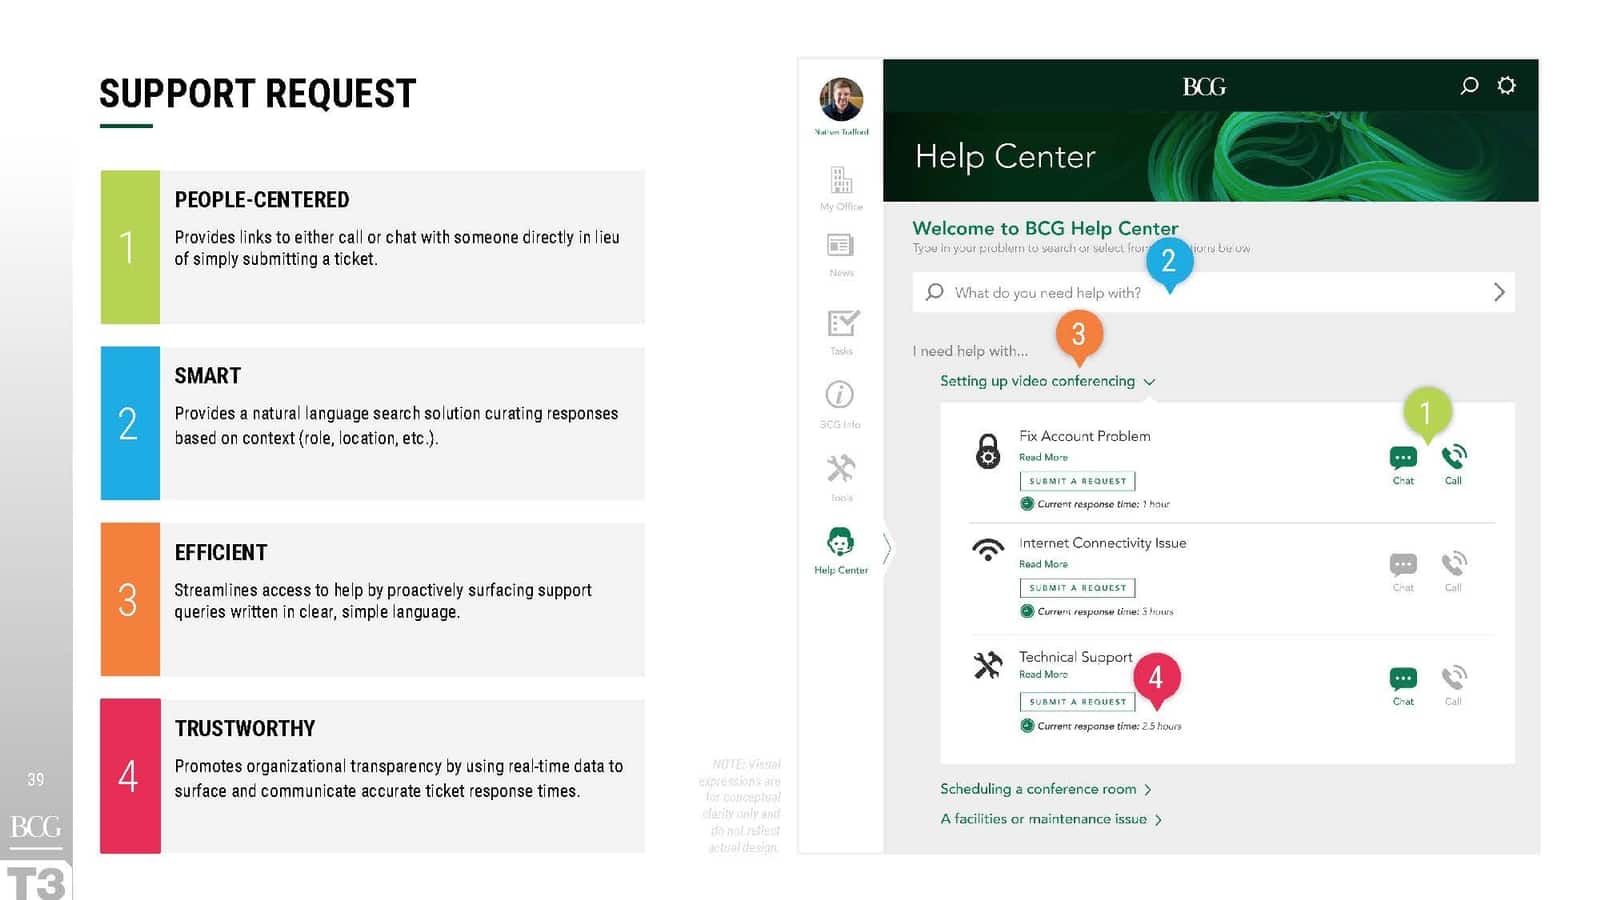 SUPPORT REQUEST
1
PEOPLE-CENTERED
Provides links to either call or chat with someone directly in lieu
of simply submitting a ticket.
2
SMART
Provides a natural language search solution curating responses
based on context (role, location, etc.).
3
EFFICIENT
Streamlines access to help by proactively surfacing support
queries written in clear, simple language.
4
TRUSTWORTHY
Promotes organizational transparency by using real-time data to
surface and communicate accurate ticket response times.
39
BCG
T3
NOTE: Visual
expressions are
for conceptual
clarity only and
do not reflect
actual design.
Nathan Trafford
My Office
News
Tasks
BCG Info
Tools
Help Center
BCG
Help Center
Welcome to BCG Help Center
Type in your problem to search or select from below
2
What do you need help with?
3
I need help with...
Setting up video conferencing
1
Fix Account Problem
Read More
SUBMIT A REQUEST
Current response time: 1 hour
Chat
Call
Internet Connectivity Issue
Read More
SUBMIT A REQUEST
Current response time: 3 hours
Chat
Call
Technical Support
Read More
4
SUBMIT A REQUEST
Current response time: 2.5 hours
Chat
Call
Scheduling a conference room
A facilities or maintenance issue